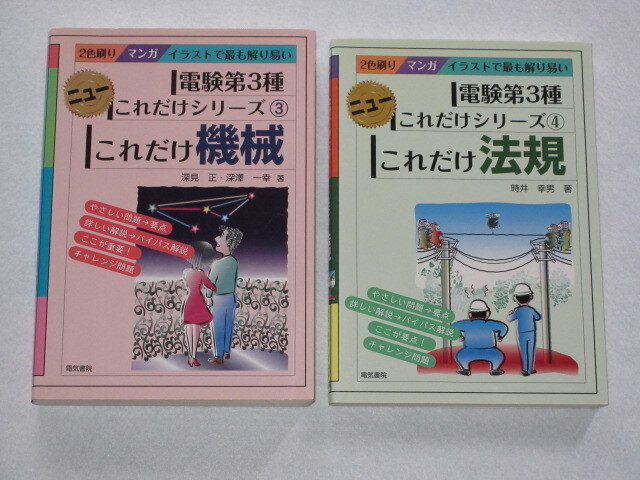 2色刷り マンガ イラストで最も解り易い
ニュー
電験第3種
これだけシリーズ③
これだけ機械
深見 正・深澤 一幸 著
やさしい問題→要点
詳しい解説→バイパス解説
ここが重要！
チャレンジ問題
電気書院
2色刷り マンガ イラストで最も解り易い
ニュー
電験第3種
これだけシリーズ④
これだけ法規
時井 幸男 著
やさしい問題→要点
詳しい解説→バイパス解説
ここが要点！
チャレンジ問題
電気書院